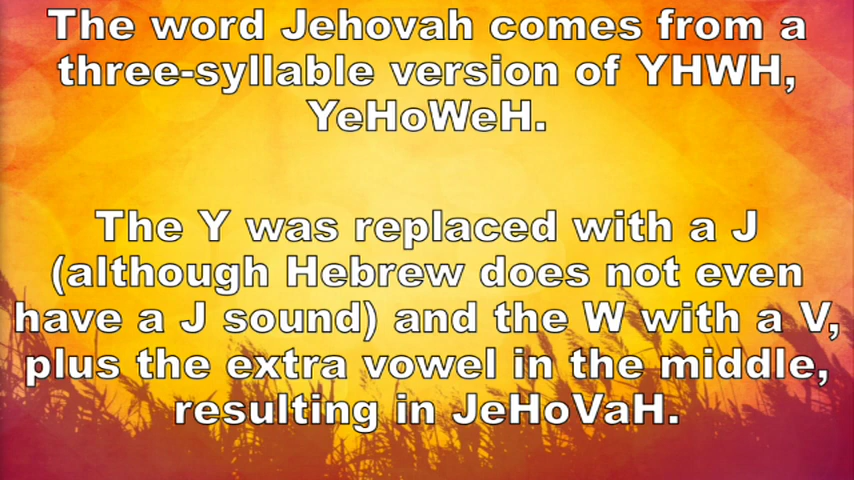 The word Jehovah comes from a
three-syllable version of YHWH,
YeHoWeH.
The Y was replaced with a J
(although Hebrew does not even
have a J sound) and the W with a V,
plus the extra vowel in the middle,
resulting in JeHoVaH.